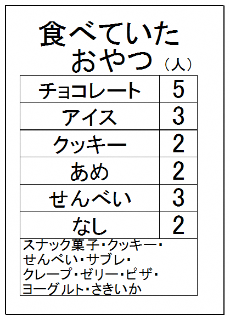 食べていた
おやつ（人）
チョコレート 5
アイス 3
クッキー 2
あめ 2
せんべい 3
なし 2
スナック菓子・クッキー・
せんべい・サブレ・
クレープ・ゼリー・ピザ・
ヨーグルト・さきいか